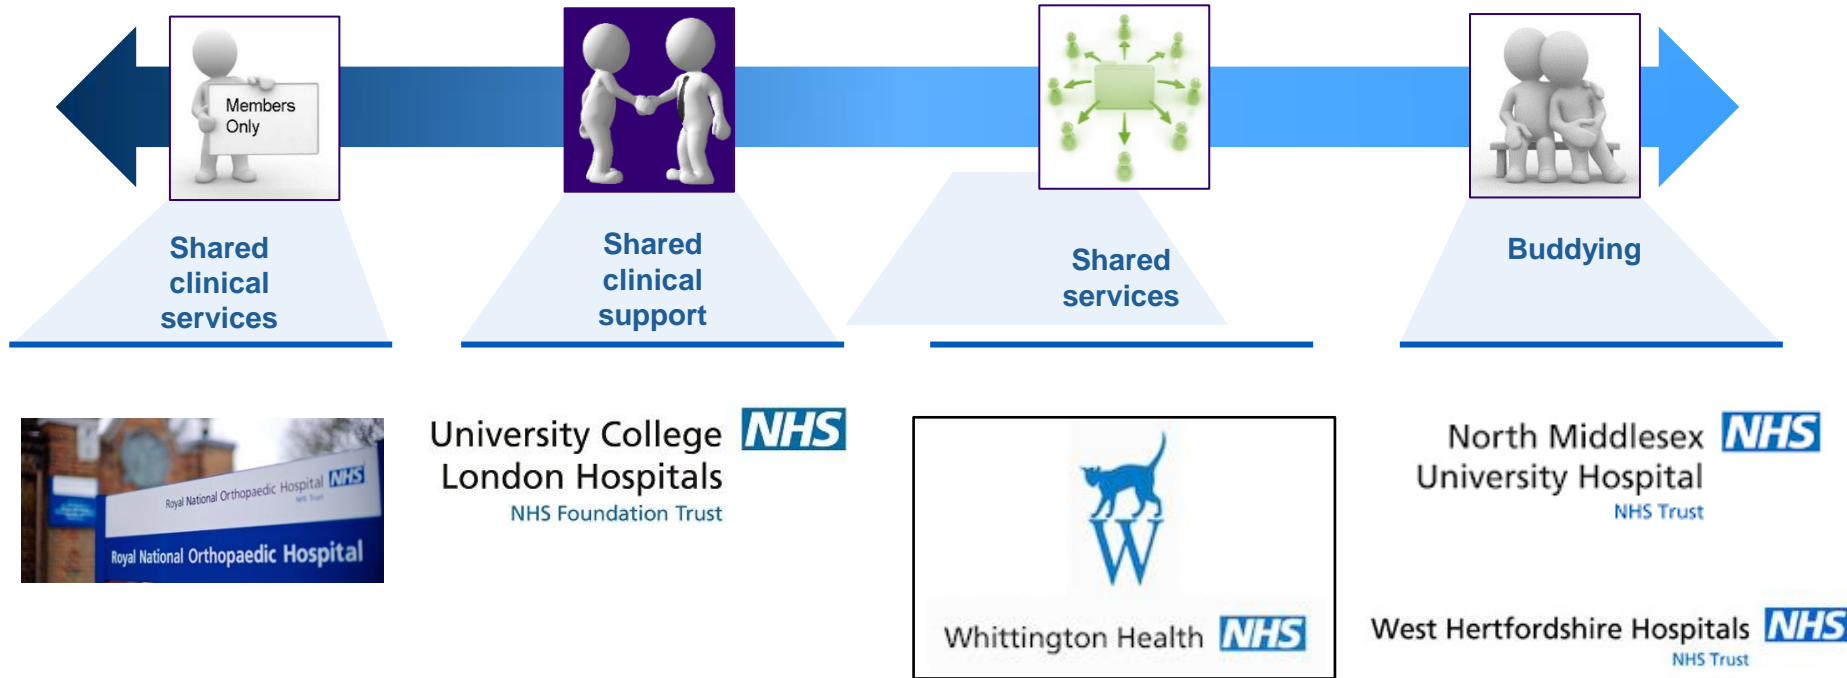 Members
Only
Shared
clinical
services
Shared
clinical
support
Shared
services
Buddying
Royal National Orthopaedic Hospital NHS
NHS Trust
Royal National Orthopaedic Hospital
University College NHS
London Hospitals
NHS Foundation Trust
W
Whittington Health NHS
North Middlesex NHS
University Hospital
NHS Trust
West Hertfordshire Hospitals NHS
NHS Trust